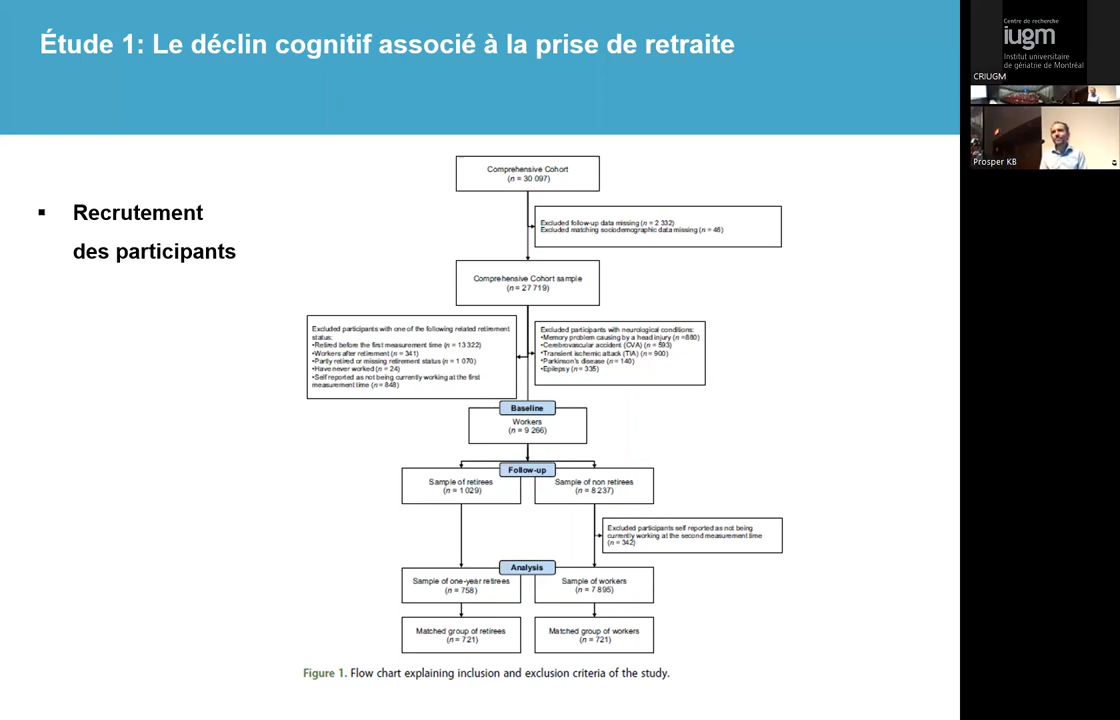 Étude 1: Le déclin cognitif associé à la prise de retraite
▪ Recrutement
des participants
Comprehensive Cohort
(n = 30 097)
Excluded follow-up data missing (n = 2 332)
Excluded matching sociodemographic data missing (n = 46)
Comprehensive Cohort sample
(n = 27 719)
Excluded participants with one of the following related retirement
status:
•Retired before the first measurement time (n = 13 322)
•Workers after retirement (n = 341)
•Partly retired or missing retirement status (n = 1 070)
•Have never worked (n = 24)
•Self reported as not being currently working at the first
measurement time (n = 848)
Excluded participants with neurological conditions:
•Memory problem causing by a head injury (n =880)
•Cerebrovascular accident (CVA) (n = 593)
•Transient ischemic attack (TIA) (n = 900)
•Parkinson's disease (n = 140)
•Epilepsy (n = 335)
Baseline
Workers
(n = 9 266)
Follow-up
Sample of retirees
(n = 1 029)
Sample of non retirees
(n = 8 237)
Excluded participants self reported as not being
currently working at the second measurement time
(n = 342)
Analysis
Sample of one-year retirees
(n = 758)
Sample of workers
(n = 7 895)
Matched group of retirees
(n = 721)
Matched group of workers
(n = 721)
Figure 1. Flow chart explaining inclusion and exclusion criteria of the study.
Centre de recherche
iugm
Institut universitaire
de gériatrie de Montréal
CRIUGM
Prosper KB